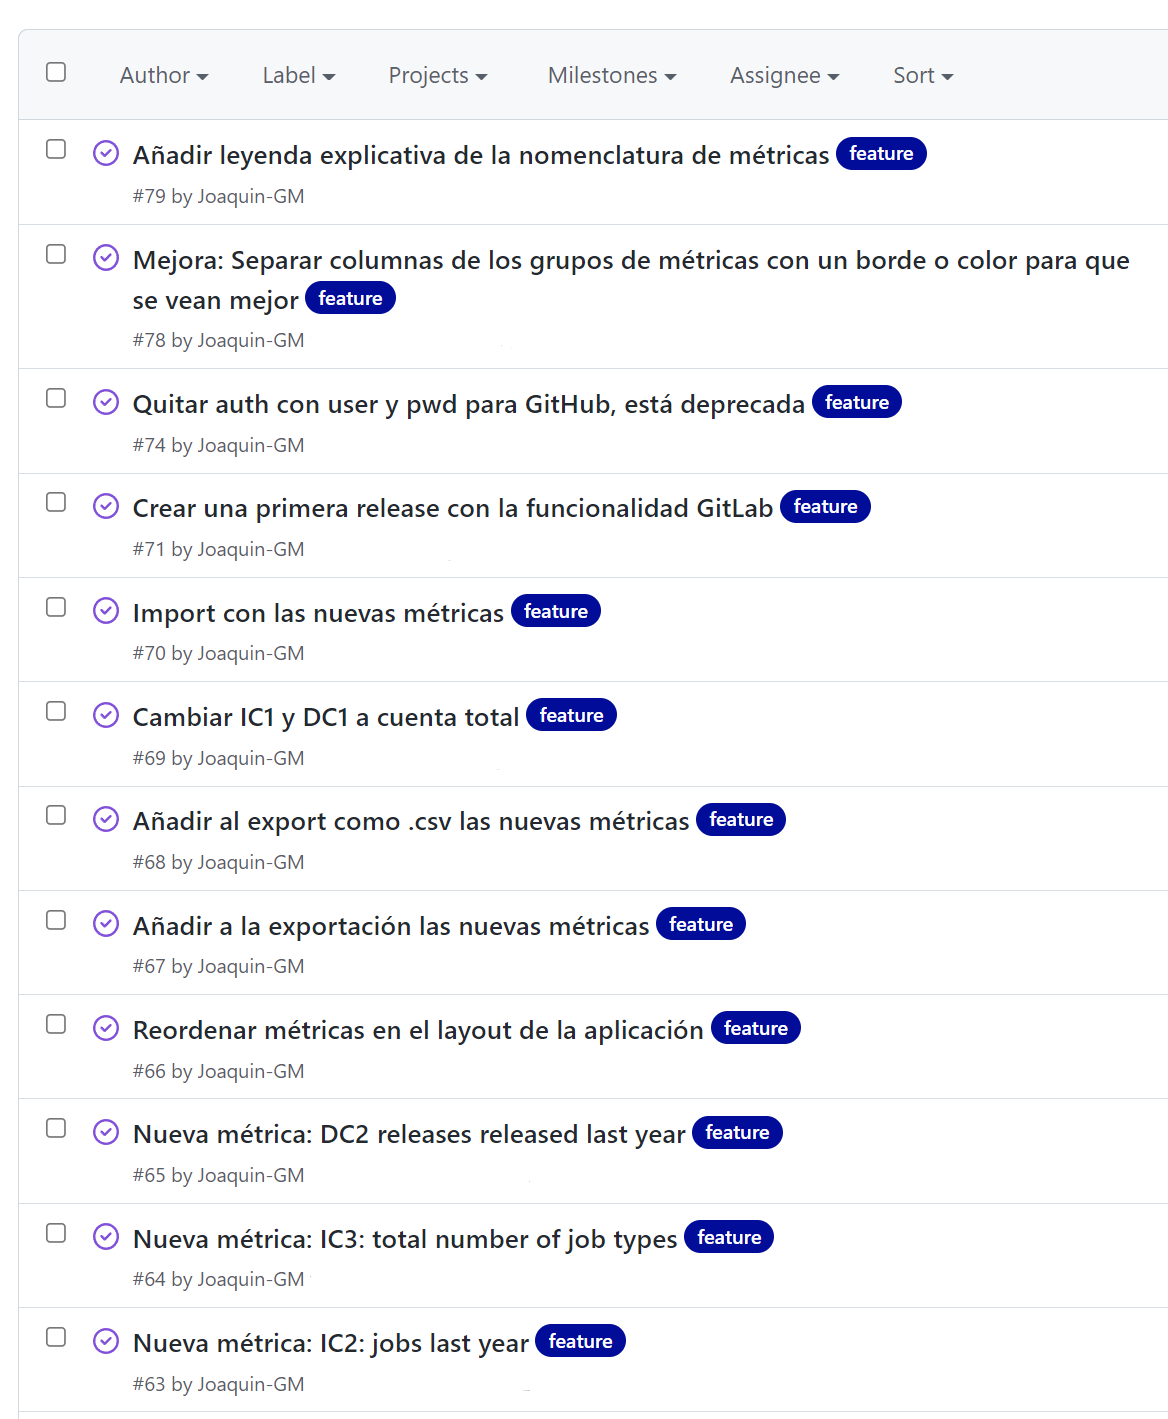 Author Label Projects Milestones Assignee Sort
Añadir leyenda explicativa de la nomenclatura de métricas feature
#79 by Joaquin-GM
Mejora: Separar columnas de los grupos de métricas con un borde o color para que
se vean mejor feature
#78 by Joaquin-GM
Quitar auth con user y pwd para GitHub, está deprecada feature
#74 by Joaquin-GM
Crear una primera release con la funcionalidad GitLab feature
#71 by Joaquin-GM
Import con las nuevas métricas feature
#70 by Joaquin-GM
Cambiar IC1 y DC1 a cuenta total feature
#69 by Joaquin-GM
Añadir al export como .csv las nuevas métricas feature
#68 by Joaquin-GM
Añadir a la exportación las nuevas métricas feature
#67 by Joaquin-GM
Reordenar métricas en el layout de la aplicación feature
#66 by Joaquin-GM
Nueva métrica: DC2 releases released last year feature
#65 by Joaquin-GM
Nueva métrica: IC3: total number of job types feature
#64 by Joaquin-GM
Nueva métrica: IC2: jobs last year feature
#63 by Joaquin-GM